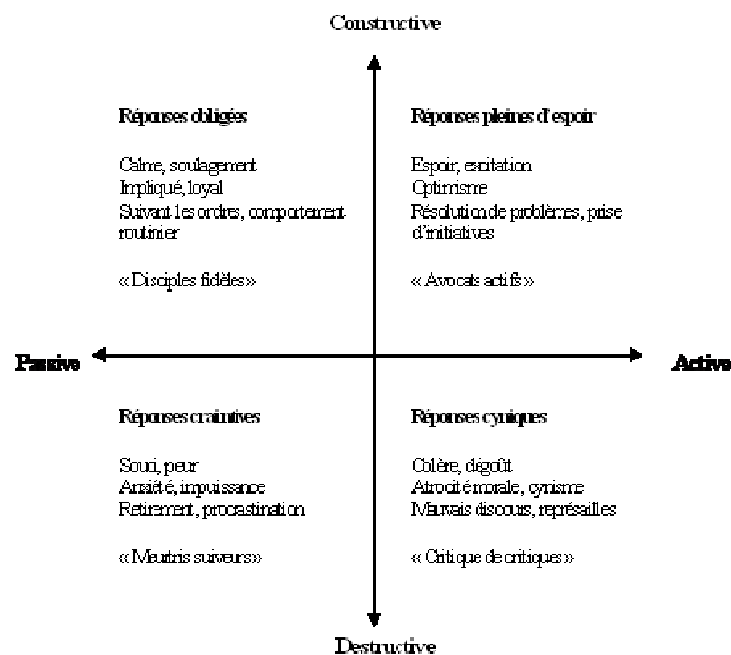 Constructive
Réponses obligées
Calme, soulagement
Impliqué, loyal
Suivant les ordres, comportement
routinier
« Disciples fidèles »
Réponses pleines d'espoir
Espoir, excitation
Optimisme
Résolution de problèmes, prise
d'initiatives
« Avocats actifs »
Passive
Active
Réponses craintives
Souci, peur
Anxiété, impuissance
Retirement, procrastination
« Meurtris suiveurs »
Réponses cyniques
Colère, dégoût
Atrocité morale, cynisme
Mauvais discours, représailles
« Critique de critiques »
Destructive